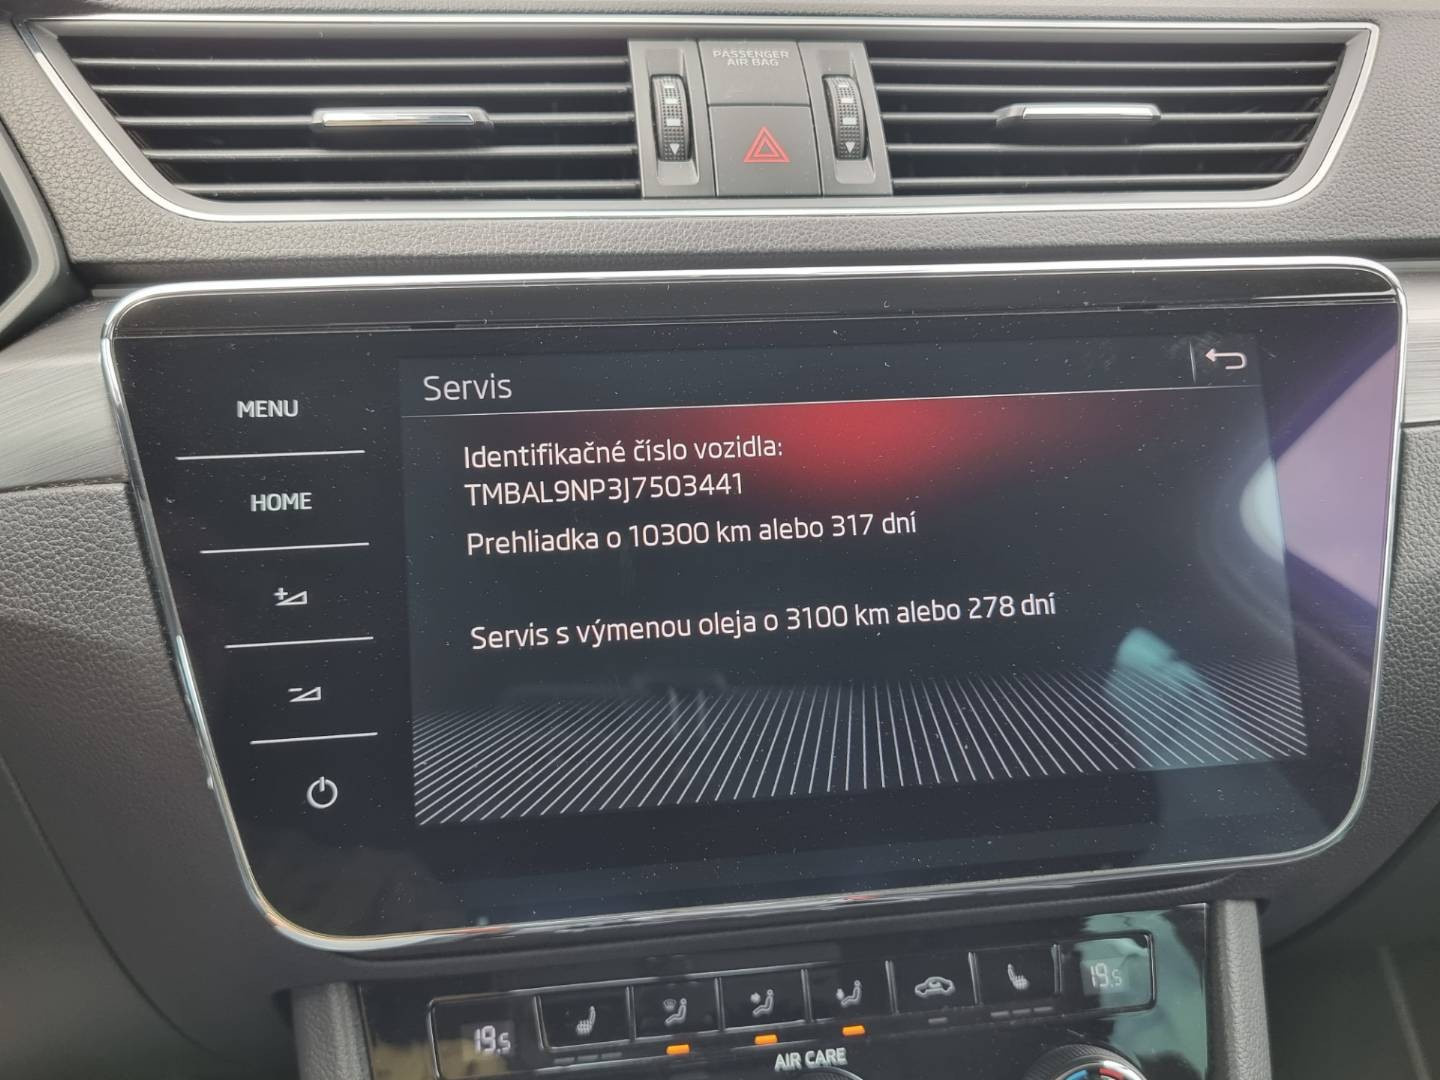 PASSENGER
AIR BAG
Servis
MENU
Identifikačné číslo vozidla:
TMBAL9NP3J7503441
HOME
Prehliadka o 10300 km alebo 317 dní
Servis s výmenou oleja o 3100 km alebo 278 dní
19.5
19.5
AIR CARE